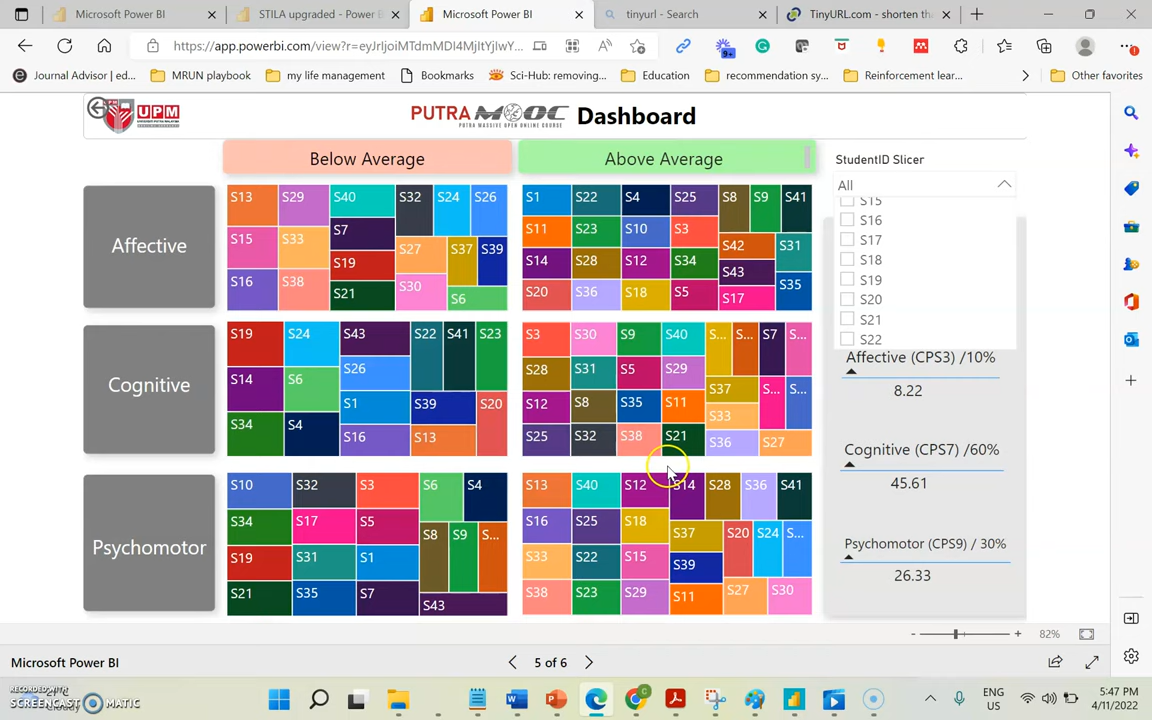 Microsoft Power BI
STILA upgraded - Power B
Microsoft Power BI
tinyurl - Search
TinyURL.com - shorten th
https://app.powerbi.com/view?r=eyJrIjoiMTdmMDI4MjItYjIwY...
9+
Journal Advisor | ed...
MRUN playbook
my life management
Bookmarks
Sci-Hub: removing...
Education
recommendation sy...
Reinforcement lear...
Other favorites
UPM
PUTRA MOOC
PUTRA MASSIVE OPEN ONLINE COURSE
Dashboard
Below Average
Above Average
StudentID Slicer
All
S15
S16
S17
S18
S19
S20
S21
S22
Affective
S13 S29 S40 S32 S24 S26
S15 S33 S7 S27 S37 S39
S16 S38 S19 S30 S6
S21
S1 S22 S4 S25 S8 S9 S41
S11 S23 S10 S3 S42 S31
S14 S28 S12 S34 S43 S35
S20 S36 S18 S5 S17
Cognitive
S19 S24 S43 S22 S41 S23
S14 S6 S26 S39 S20
S34 S4 S1 S13
S16
S3 S30 S9 S40 S... S... S7 S...
S28 S31 S5 S29 S37 S... S...
S12 S8 S35 S11 S33
S25 S32 S38 S21 S36 S27
Psychomotor
S10 S32 S3 S6 S4
S34 S17 S5 S8 S9 S...
S19 S31 S1
S21 S35 S7 S43
S13 S40 S12 S14 S28 S36 S41
S16 S25 S18 S37 S20 S24 S...
S33 S22 S15 S39
S38 S23 S29 S11 S27 S30
Affective (CPS3) /10%
8.22
Cognitive (CPS7) /60%
45.61
Psychomotor (CPS9) / 30%
26.33
82%
Microsoft Power BI
5 of 6
RECORDED WITH
SCREENCAST MATIC
ENG
US
5:47 PM
4/11/2022